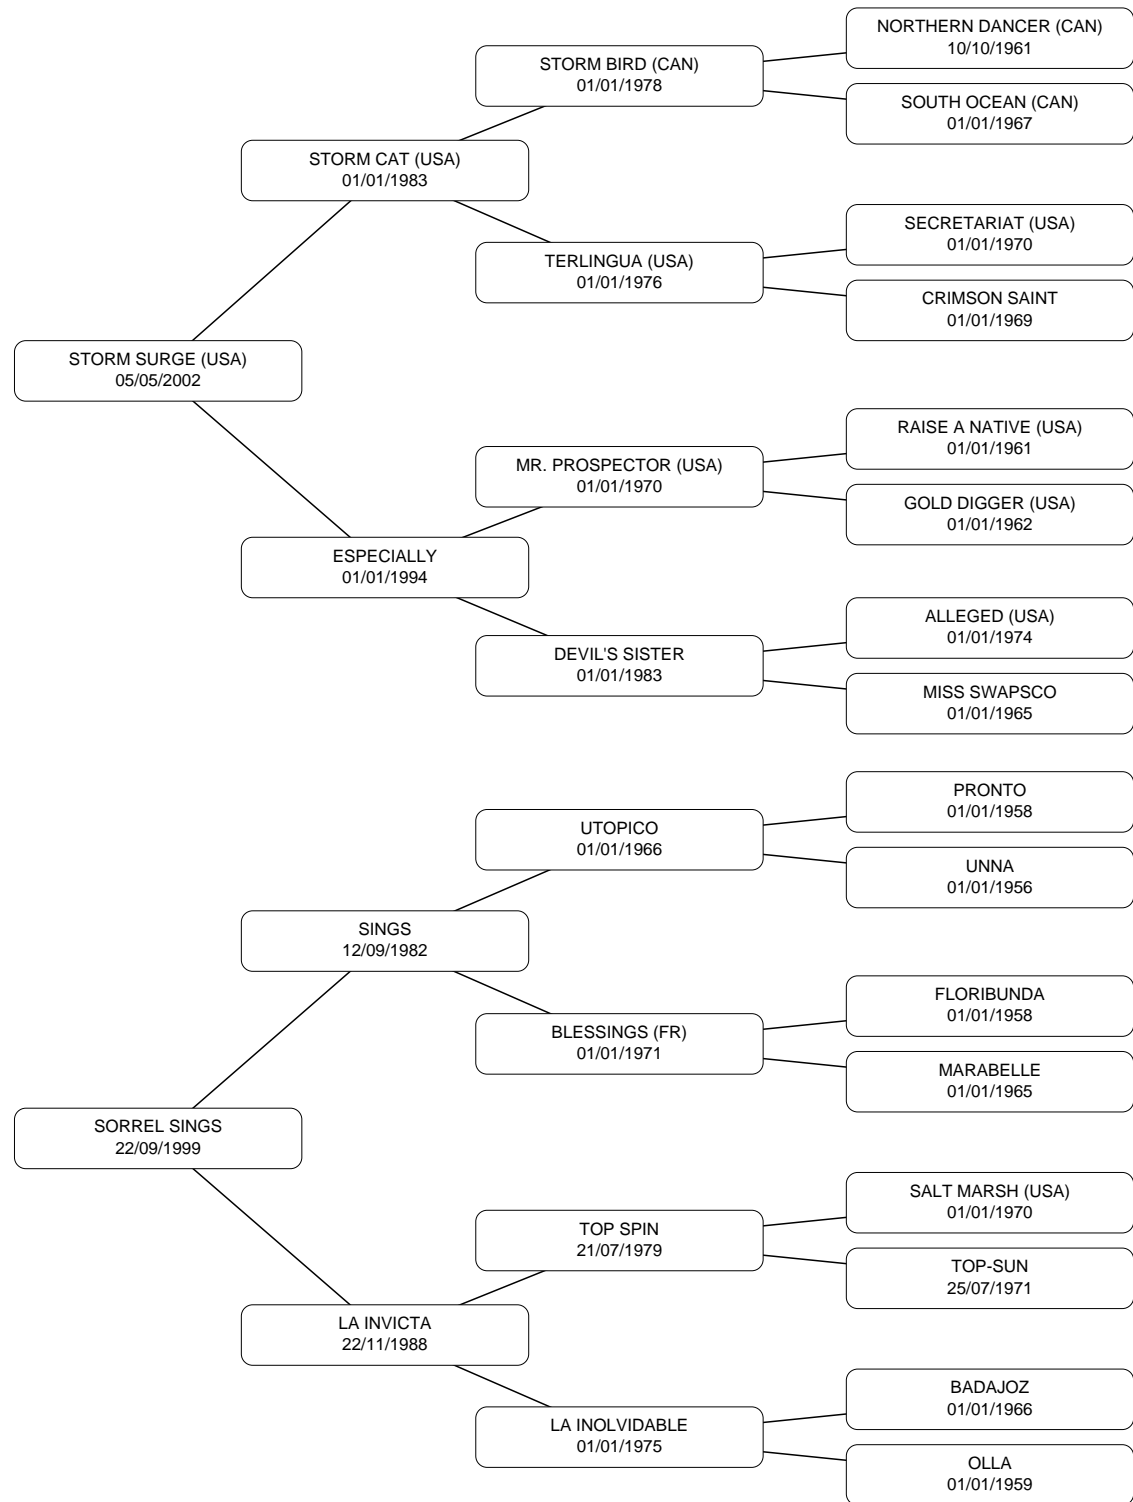 NORTHERN DANCER (CAN)
10/10/1961
STORM BIRD (CAN)
01/01/1978
SOUTH OCEAN (CAN)
01/01/1967
STORM CAT (USA)
01/01/1983
SECRETARIAT (USA)
01/01/1970
TERLINGUA (USA)
01/01/1976
CRIMSON SAINT
01/01/1969
STORM SURGE (USA)
05/05/2002
RAISE A NATIVE (USA)
01/01/1961
MR. PROSPECTOR (USA)
01/01/1970
GOLD DIGGER (USA)
01/01/1962
ESPECIALLY
01/01/1994
ALLEGED (USA)
01/01/1974
DEVIL'S SISTER
01/01/1983
MISS SWAPSCO
01/01/1965
PRONTO
01/01/1958
UTOPICO
01/01/1966
UNNA
01/01/1956
SINGS
12/09/1982
FLORIBUNDA
01/01/1958
BLESSINGS (FR)
01/01/1971
MARABELLE
01/01/1965
SORREL SINGS
22/09/1999
SALT MARSH (USA)
01/01/1970
TOP SPIN
21/07/1979
TOP-SUN
25/07/1971
LA INVICTA
22/11/1988
BADAJOZ
01/01/1966
LA INOLVIDABLE
01/01/1975
OLLA
01/01/1959